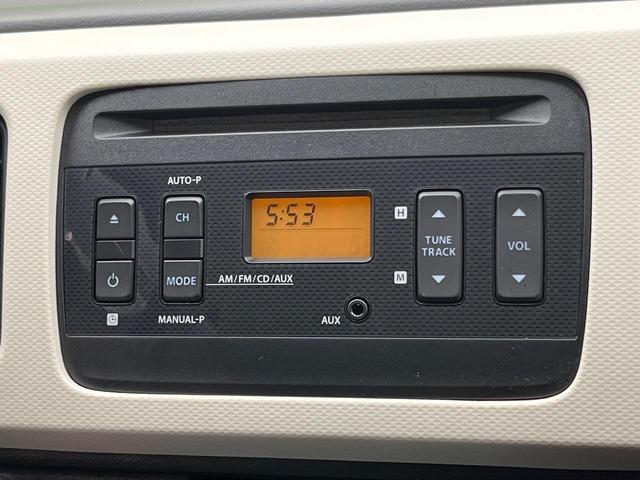 AUTO-P
CH
5:53
H
TUNE
TRACK
VOL
MODE
AM/FM/CD/AUX
M
MANUAL-P
AUX